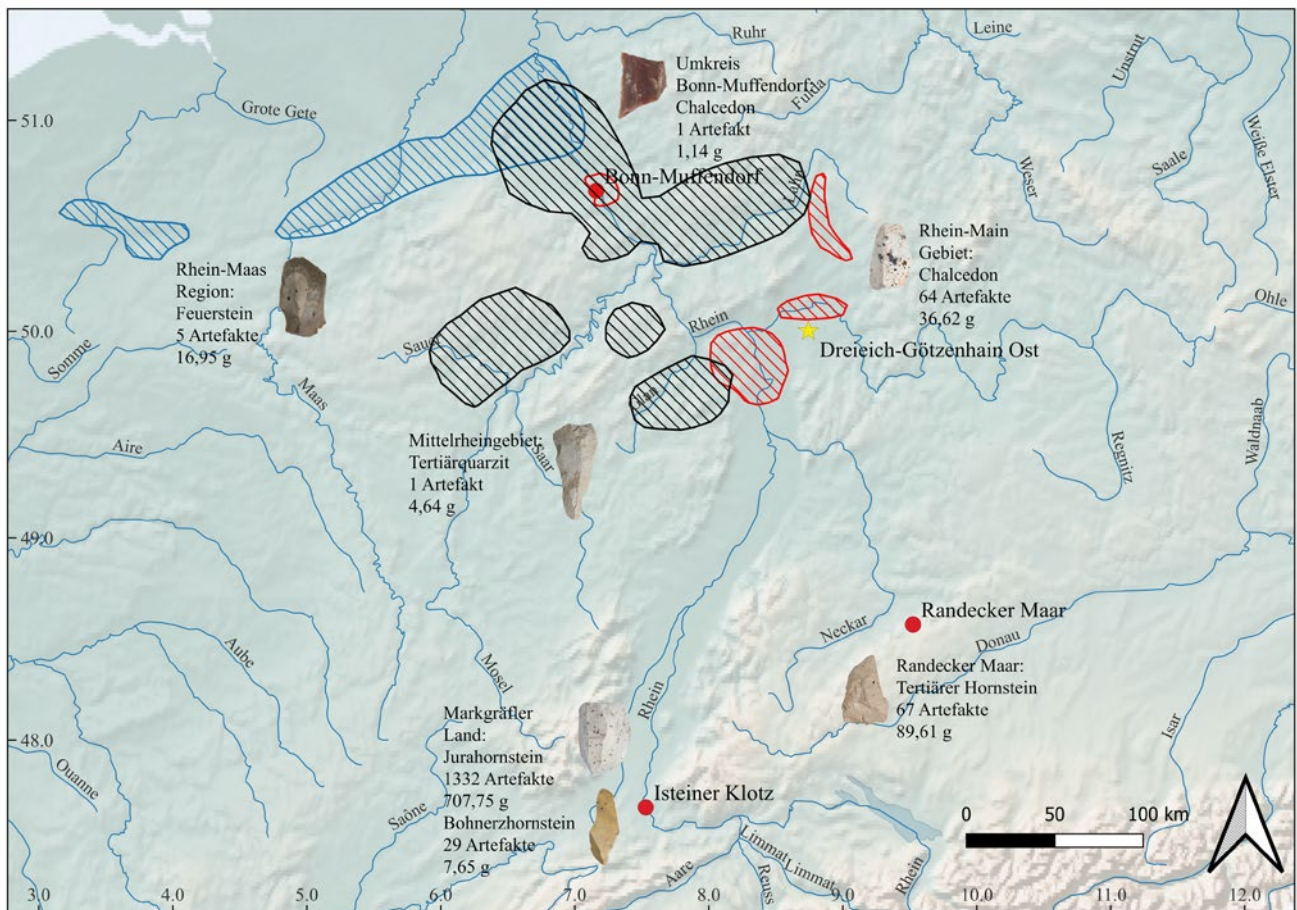 Ruhr
Leine
Unstrut
Umkreis
Bonn-Muffendorf:
Chalcedon
1 Artefakt
1,14 g
Fulda
Grote Gete
51.0
Weiße Elster
Saale
Weser
Bonn-Muffendorf
Lahn
Rhein-Main
Gebiet:
Chalcedon
64 Artefakte
36,62 g
Rhein-Maas
Region:
Feuerstein
5 Artefakte
16,95 g
Ohle
50.0
Rhein
Sauer
Somme
Dreieich-Götzenhain Ost
Maas
Glan
Waldnaab
Aire
Regnitz
Mittelrheingebiet:
Tertiärquarzit
1 Artefakt
4,64 g
Saar
49.0
Randecker Maar
Neckar
Donau
Aube
Mosel
Rhein
Randecker Maar:
Tertiärer Hornstein
67 Artefakte
89,61 g
Markgräfler
Land:
Jurahornstein
1332 Artefakte
707,75 g
Bohnerzhornstein
29 Artefakte
7,65 g
48.0
Isar
Ouanne
Isteiner Klotz
Saône
0 50 100 km
Limmat
Limmat
Aare
Reuss
Rhein
3.0 4.0 5.0 6.0 7.0 8.0 9.0 10.0 11.0 12.0